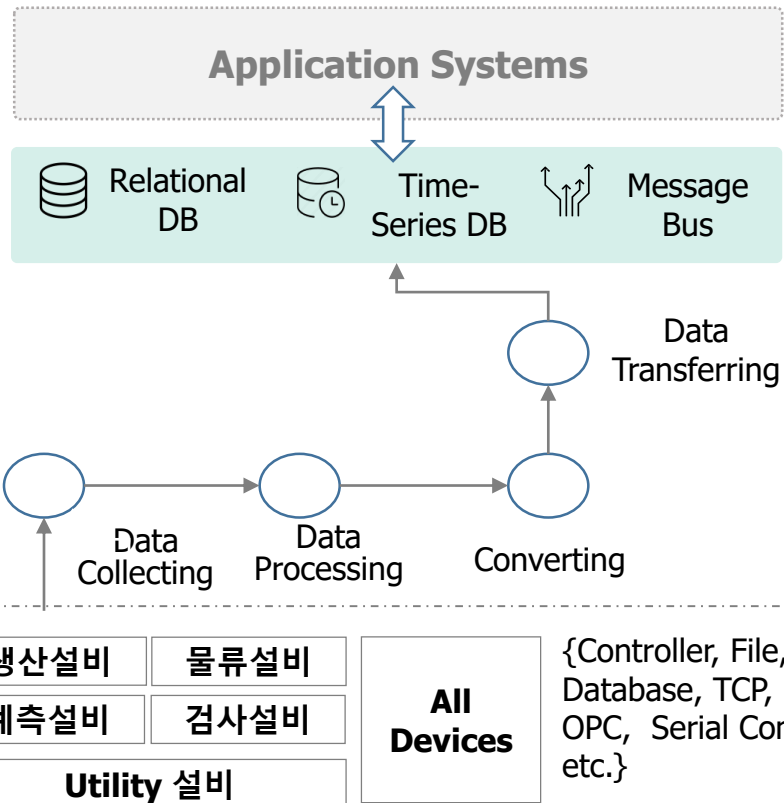 Application Systems
Relational
DB
Time-
Series DB
Message
Bus
Data
Transferring
Data
Collecting
Data
Processing
Converting
생산설비
물류설비
계측설비
검사설비
Utility 설비
All
Devices
{Controller, File,
Database, TCP,
OPC, Serial
etc.}